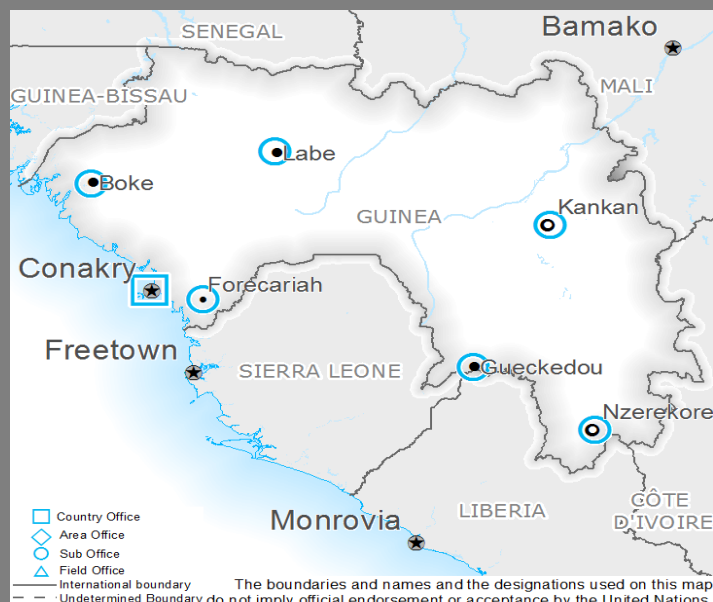 Bamako
SENEGAL
MALI
GUINEA-BISSAU
Labe
Boke
Kankan
GUINEA
Conakry
Forecariah
Freetown
SIERRA LEONE
Gueckedou
Nzerekore
CÔTE
D'IVOIRE
LIBERIA
Monrovia
Country Office
Area Office
Sub Office
Field Office
International boundary
Undetermined Boundary
The boundaries and names and the designations used on this map
do not imply official endorsement or acceptance by the United Nations.